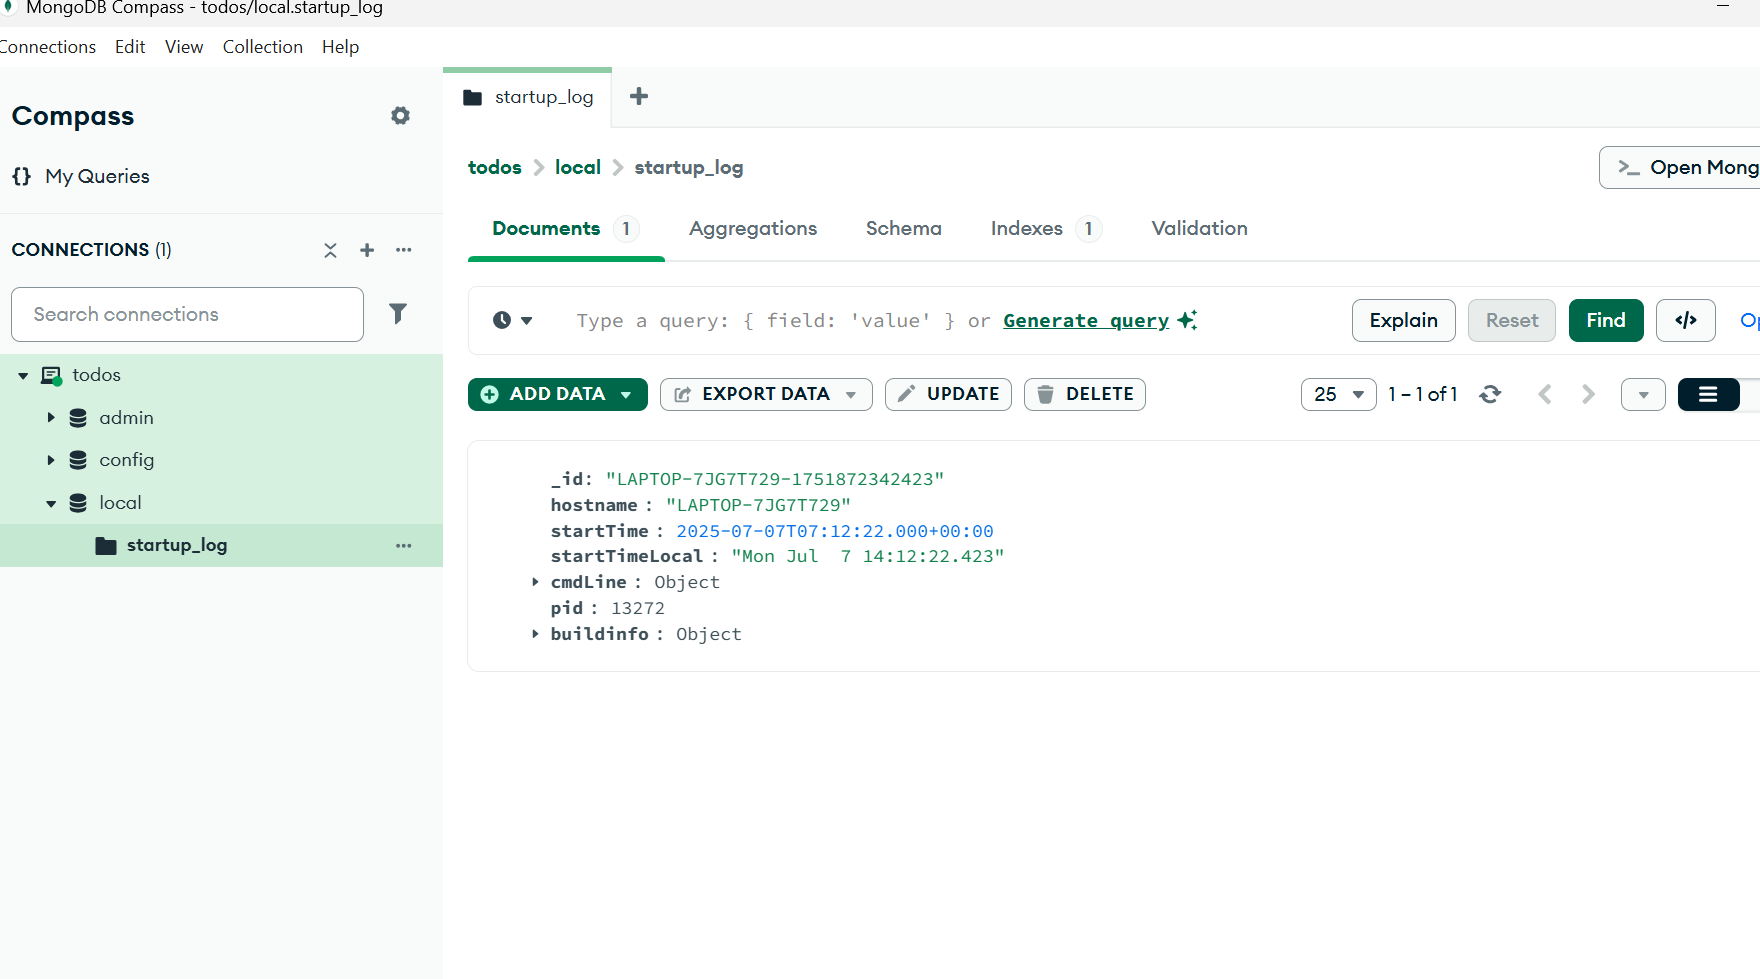 MongoDB Compass - todos/local.startup_log
Connections Edit View Collection Help
Compass
My Queries
CONNECTIONS (1)
Search connections
todos
admin
config
local
startup_log
startup_log
todos local startup_log
>_ Open Mong
Documents 1 Aggregations Schema Indexes 1 Validation
Type a query: { field: 'value' } or Generate query
Explain Reset Find </> Op
ADD DATA EXPORT DATA UPDATE DELETE 25 1 – 1 of 1
_id: "LAPTOP-7JG7T729-1751872342423"
hostname : "LAPTOP-7JG7T729"
startTime : 2025-07-07T07:12:22.000+00:00
startTimeLocal : "Mon Jul  7 14:12:22.423"
cmdLine : Object
pid : 13272
buildinfo : Object